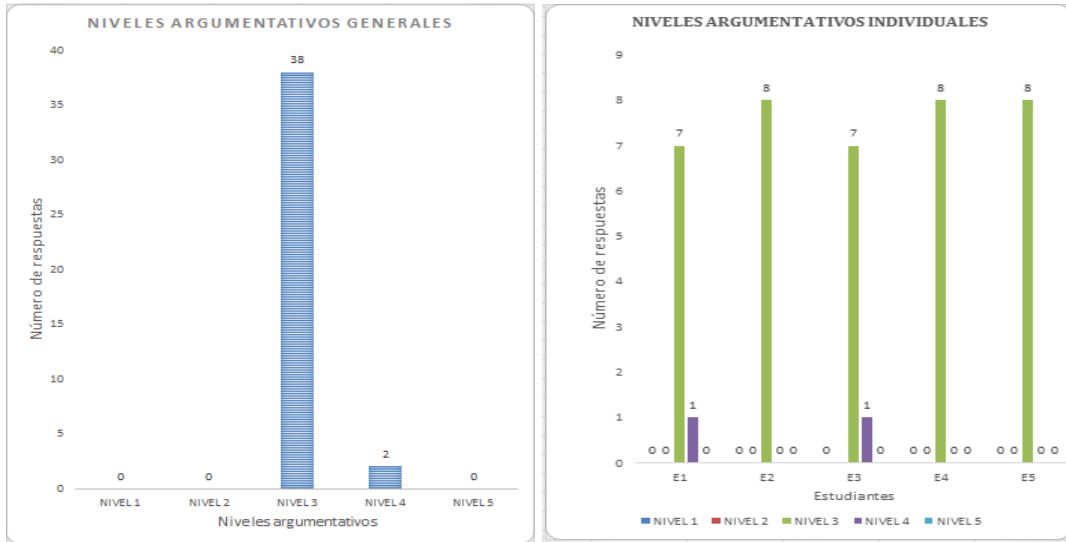 NIVELES ARGUMENTATIVOS GENERALES
40
35
30
25
20
15
10
5
0
Número de respuestas
0
0
38
2
0
NIVEL 1 NIVEL 2 NIVEL 3 NIVEL 4 NIVEL 5
Niveles argumentativos
NIVELES ARGUMENTATIVOS INDIVIDUALES
9
8
7
6
5
4
3
2
1
0
Número de respuestas
0 0 7 1 0
0 0 8 0 0
0 7 1 0
0 0 8 0 0
0 0 8 0 0
E1 E2 E3 E4 E5
Estudiantes
NIVEL 1 NIVEL 2 NIVEL 3 NIVEL 4 NIVEL 5